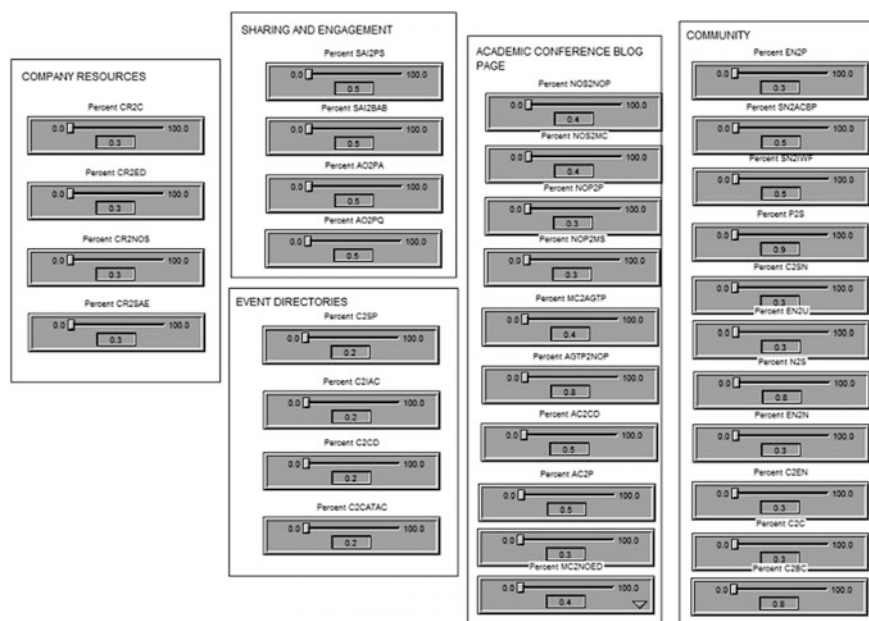 COMPANY RESOURCES
Percent CR2C
0.0 100.0
0.3
Percent CR2ED
0.0 100.0
0.3
Percent CR2NOS
0.0 100.0
0.3
Percent CR2SAE
0.0 100.0
0.3
SHARING AND ENGAGEMENT
Percent SAI2PS
0.0 100.0
0.5
Percent SAI2BAB
0.0 100.0
0.5
Percent AO2PA
0.0 100.0
0.5
Percent AO2PQ
0.0 100.0
0.5
EVENT DIRECTORIES
Percent C2SP
0.0 100.0
0.2
Percent C2IAC
0.0 100.0
0.2
Percent C2CD
0.0 100.0
0.2
Percent C2CATAC
0.0 100.0
0.2
ACADEMIC CONFERENCE BLOG
PAGE
Percent NOS2NOP
0.0 100.0
0.4
Percent NOS2MC
0.0 100.0
0.4
Percent NOP2P
0.0 100.0
0.3
Percent NOP2MS
0.0 100.0
0.3
Percent MC2AGTP
0.0 100.0
0.4
Percent AGTP2NOP
0.0 100.0
0.8
Percent AC2CD
0.0 100.0
0.5
Percent AC2P
0.0 100.0
0.5
0.0 100.0
0.3
Percent MC2NOED
0.0 100.0
0.4
COMMUNITY
Percent EN2P
0.0 100.0
0.3
Percent SN2ACBP
0.0 100.0
0.5
Percent SN2IWF
0.0 100.0
0.5
Percent P2S
0.0 100.0
0.9
Percent C2SN
0.0 100.0
0.3
Percent EN2U
0.0 100.0
0.3
Percent N2S
0.0 100.0
0.8
Percent EN2N
0.0 100.0
0.3
Percent C2EN
0.0 100.0
0.3
Percent C2C
0.0 100.0
0.3
Percent C2BC
0.0 100.0
0.8